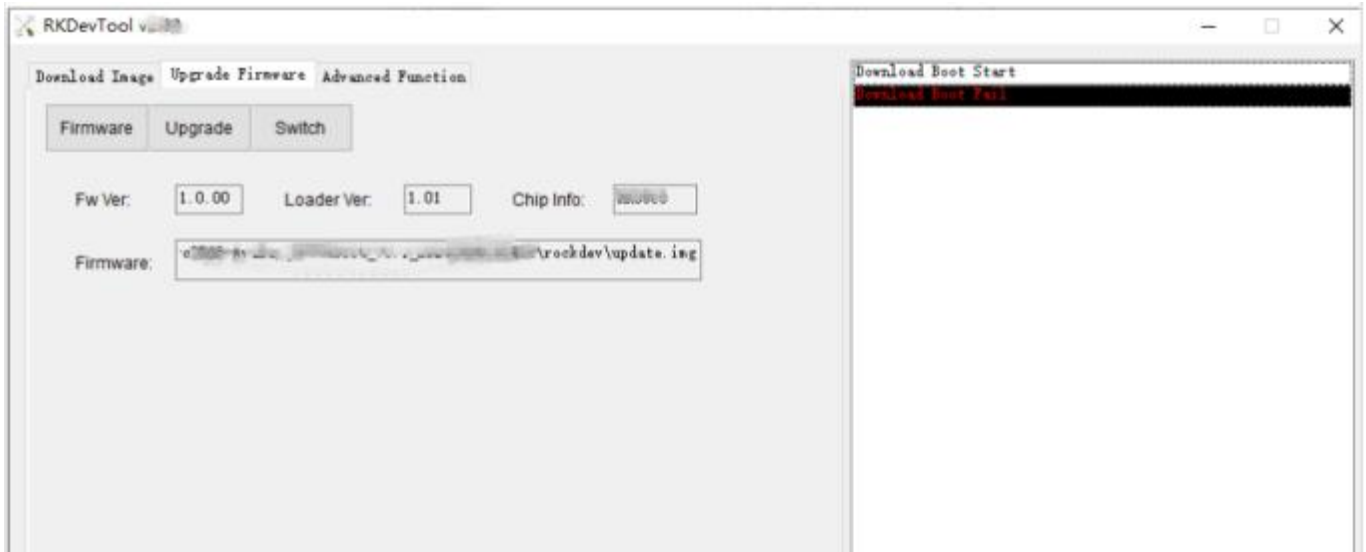 RKDevTool
Download Image Upgrade Firmware Advanced Function
Firmware Upgrade Switch
Fw Ver: 1.0.00 Loader Ver: 1.01 Chip Info:
Firmware: \rockdev\update.img
Download Boot Start
Download Boot Fail